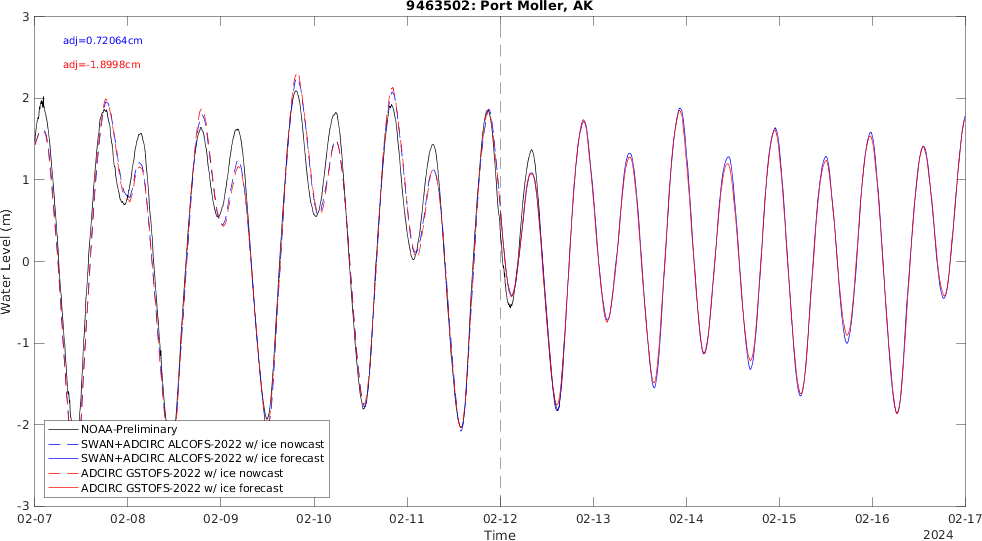 9463502: Port Moller, AK
adj=0.72064cm
adj=-1.8998cm
3
2
1
0
-1
-2
-3
Water Level (m)
NOAA-Preliminary
SWAN+ADCIRC ALCOFS-2022 w/ ice nowcast
SWAN+ADCIRC ALCOFS-2022 w/ ice forecast
ADCIRC GSTOFS-2022 w/ ice nowcast
ADCIRC GSTOFS-2022 w/ ice forecast
02-07 02-08 02-09 02-10 02-11 02-12 02-13 02-14 02-15 02-16 02-17
Time
2024